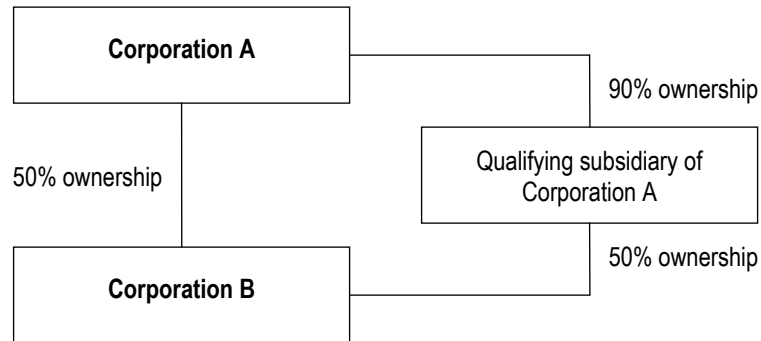 Corporation A
90% ownership
50% ownership
Qualifying subsidiary of
Corporation A
50% ownership
Corporation B